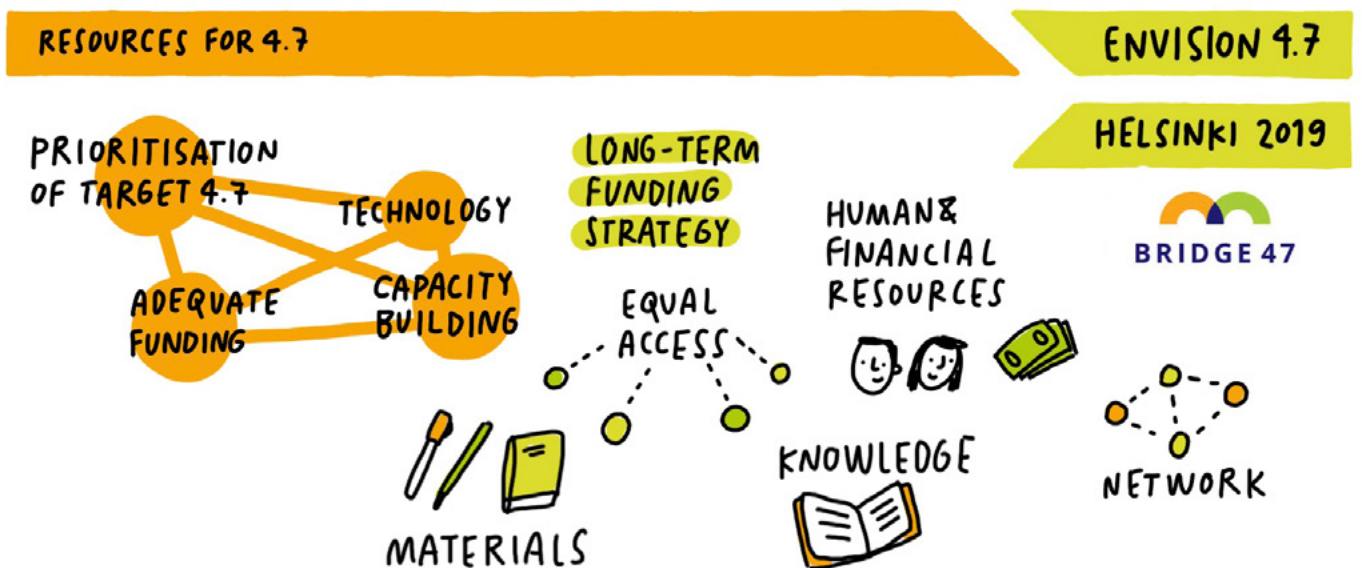 RESOURCES FOR 4.7
ENVISION 4.7
HELSINKI 2019
BRIDGE 47
PRIORITISATION
OF TARGET 4.7
TECHNOLOGY
ADEQUATE
FUNDING
CAPACITY
BUILDING
LONG-TERM
FUNDING
STRATEGY
EQUAL
ACCESS
HUMAN &
FINANCIAL
RESOURCES
MATERIALS
KNOWLEDGE
NETWORK